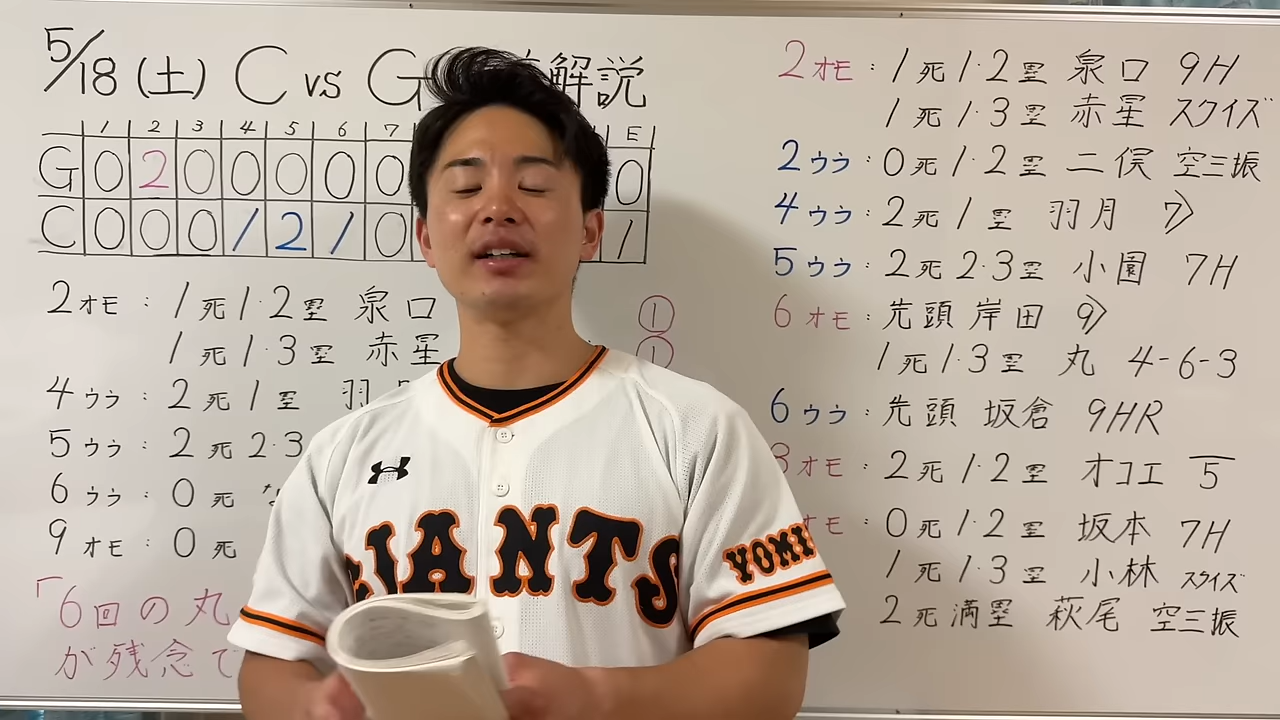 5/18(土) C vs G 解説
1 2 3 4 5 6 7 E
G 0 2 0 0 0 0 0 0
C 0 0 0 1 2 1 0 1
2オモ:1死1・2塁 泉口 ①
1死1・3塁 赤星 ①
4ウラ:2死1塁 羽月
5ウラ:2死2・3
6ウラ:0死
9オモ:0死
「6回の丸
が残念で
2オモ:1死1・2塁 泉口 9H
1死1・3塁 赤星 スクイズ
2ウラ:0死1・2塁 二俣 空三振
4ウラ:2死1塁 羽月 7
5ウラ:2死2・3塁 小園 7H
6オモ:先頭 岸田 9
1死1・3塁 丸 4-6-3
6ウラ:先頭 坂倉 9HR
オモ:2死1・2塁 オコエ 5
オモ:0死1・2塁 坂本 7H
1死1・3塁 小林 スクイズ
2死満塁 萩尾 空三振
GIANTS
YOMI